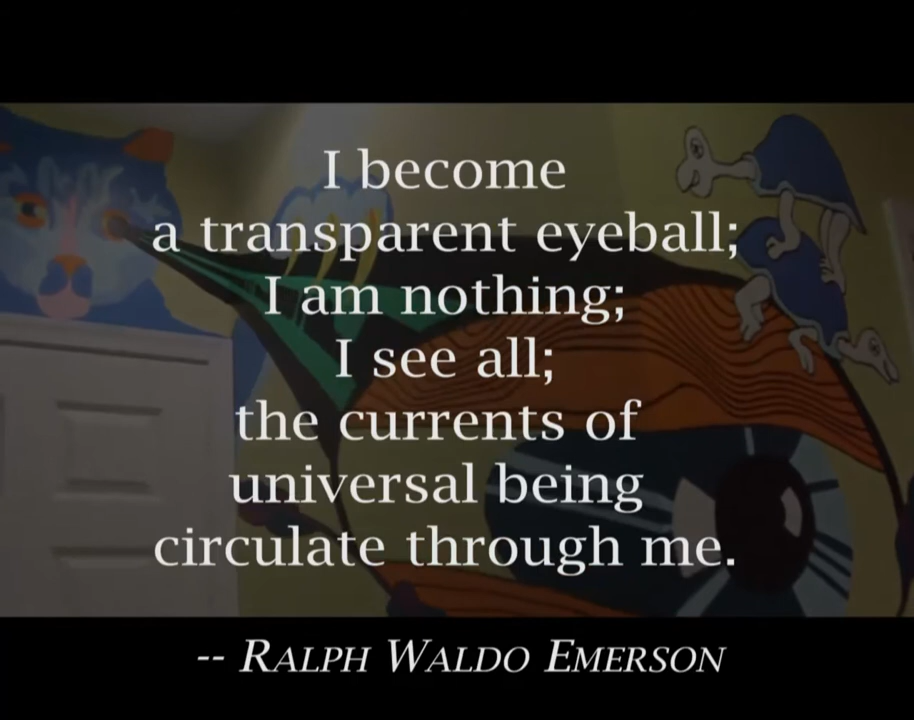 I become
a transparent eyeball;
I am nothing;
I see all;
the currents of
universal being
circulate through me.
-- RALPH WALDO EMERSON